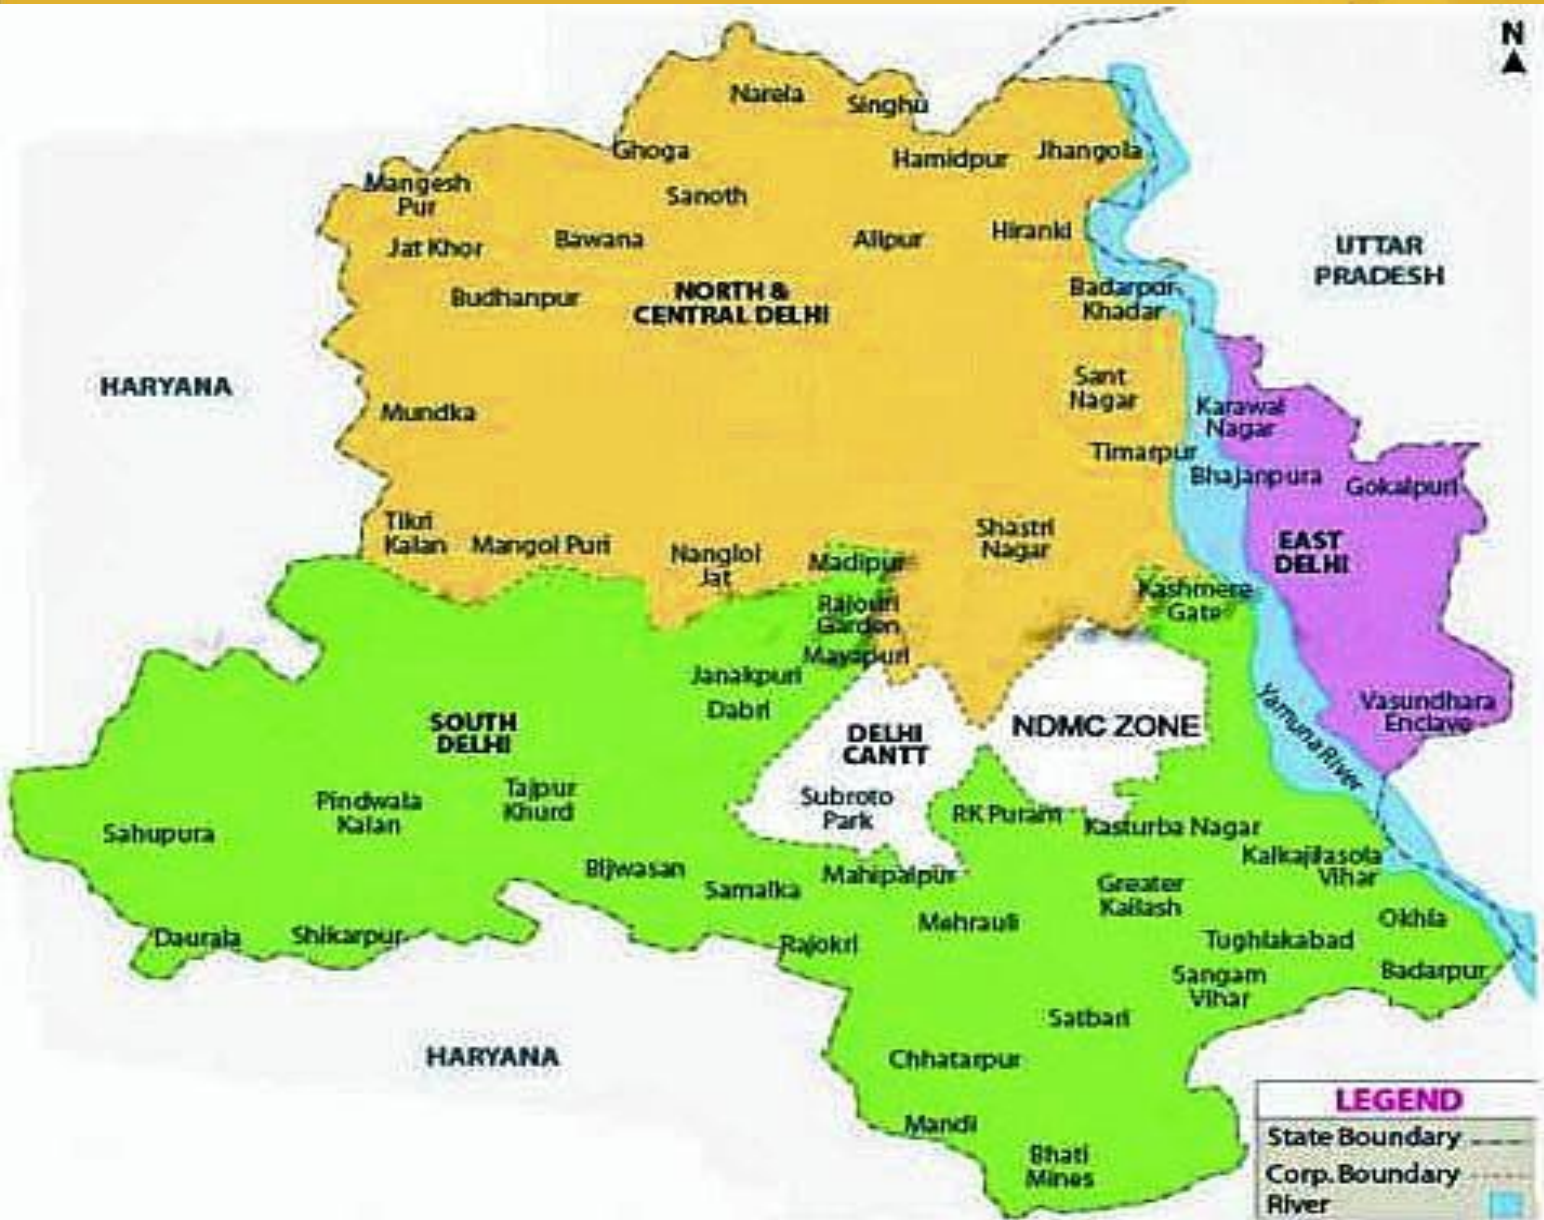 N
Narela
Singhu
Ghoga
Hamidpur
Jhangola
Mangesh
Pur
Sanoth
Jat Khor
Bawana
Alipur
Hiranki
UTTAR
PRADESH
Budhanpur
NORTH &
CENTRAL DELHI
Badarpur
Khadar
HARYANA
Mundka
Sant
Nagar
Karawal
Nagar
Timarpur
Bhajanpura
Gokalpuri
Tikri
Kalan
Mangol Puri
Nangloi
Jat
Madipur
Shastri
Nagar
EAST
DELHI
Kashmere
Gate
Rajouri
Garden
Mayapuri
Janakpuri
Dabri
SOUTH
DELHI
DELHI
CANTT
NDMC ZONE
Yamuna River
Vasundhara
Enclave
Sahupura
Pindwala
Kalan
Tajpur
Khurd
Subroto
Park
RK Puram
Kasturba Nagar
Bijwasan
Samalka
Mahipalpur
Kalkajilasola
Vihar
Greater
Kailash
Mehrauli
Okhla
Daurala
Shikarpur
Rajokri
Tughlakabad
Sangam
Vihar
Badarpur
Satbari
HARYANA
Chhatarpur
Mandi
Bhati
Mines
LEGEND
State Boundary
Corp. Boundary
River